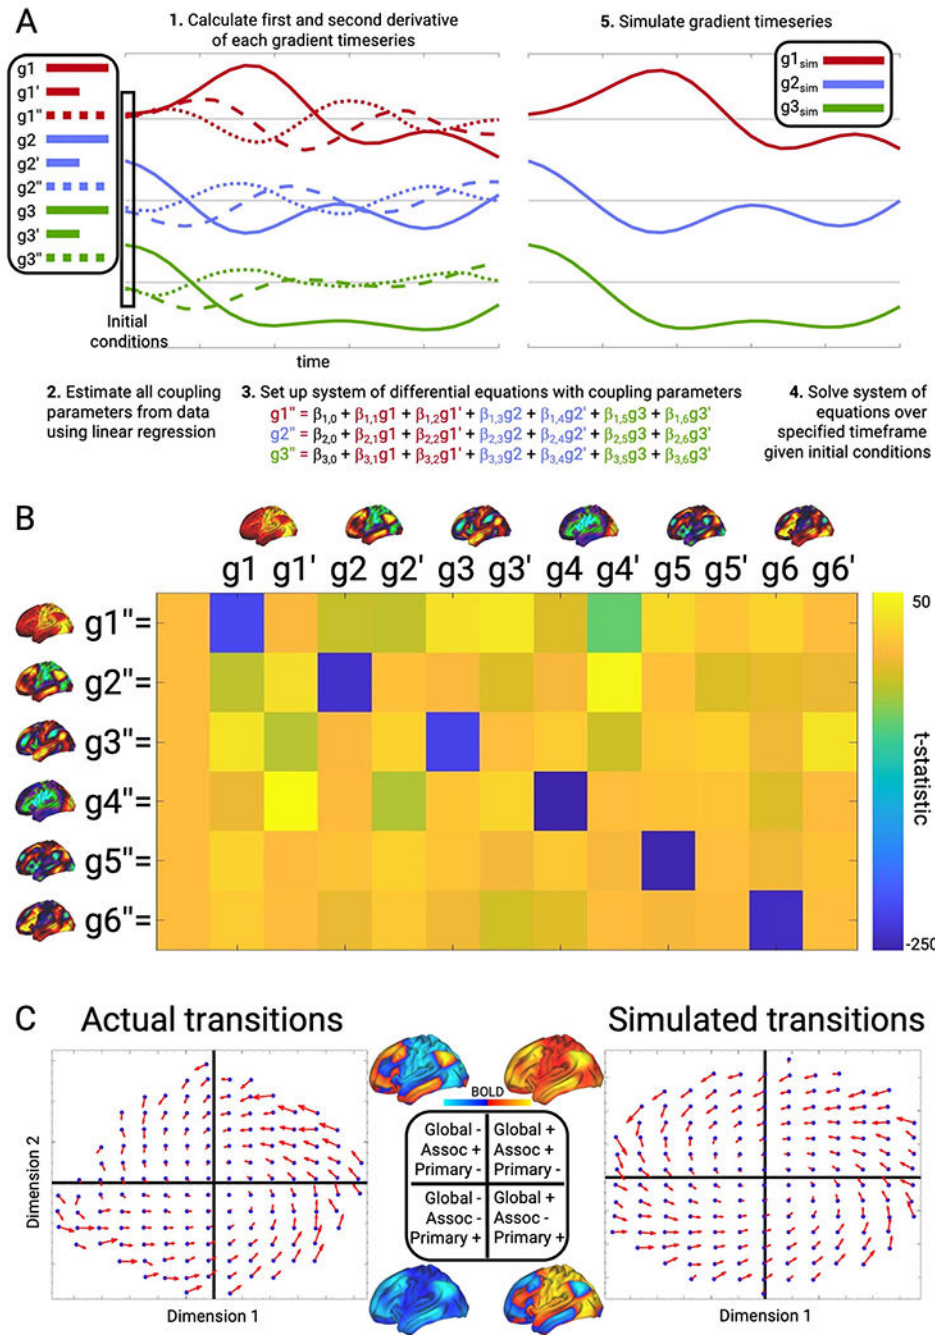 A
1. Calculate first and second derivative
of each gradient timeseries
5. Simulate gradient timeseries
g1
g1'
g1"
g2
g2'
g2"
g3
g3'
g3"
g1sim
g2sim
g3sim
Initial
conditions
time
2. Estimate all coupling
parameters from data
using linear regression
3. Set up system of differential equations with coupling parameters
g1" = β1,0 + β1,1g1 + β1,2g1' + β1,3g2 + β1,4g2' + β1,5g3 + β1,6g3'
g2" = β2,0 + β2,1g1 + β2,2g1' + β2,3g2 + β2,4g2' + β2,5g3 + β2,6g3'
g3" = β3,0 + β3,1g1 + β3,2g1' + β3,3g2 + β3,4g2' + β3,5g3 + β3,6g3'
4. Solve system of
equations over
specified timeframe
given initial conditions
B
g1 g1' g2 g2' g3 g3' g4 g4' g5 g5' g6 g6'
g1"=
g2"=
g3"=
g4"=
g5"=
g6"=
50
t-statistic
-250
C
Actual transitions
Simulated transitions
BOLD
Global -
Assoc +
Primary -
Global +
Assoc +
Primary -
Global -
Assoc -
Primary +
Global +
Assoc -
Primary +
Dimension 2
Dimension 1
Dimension 1